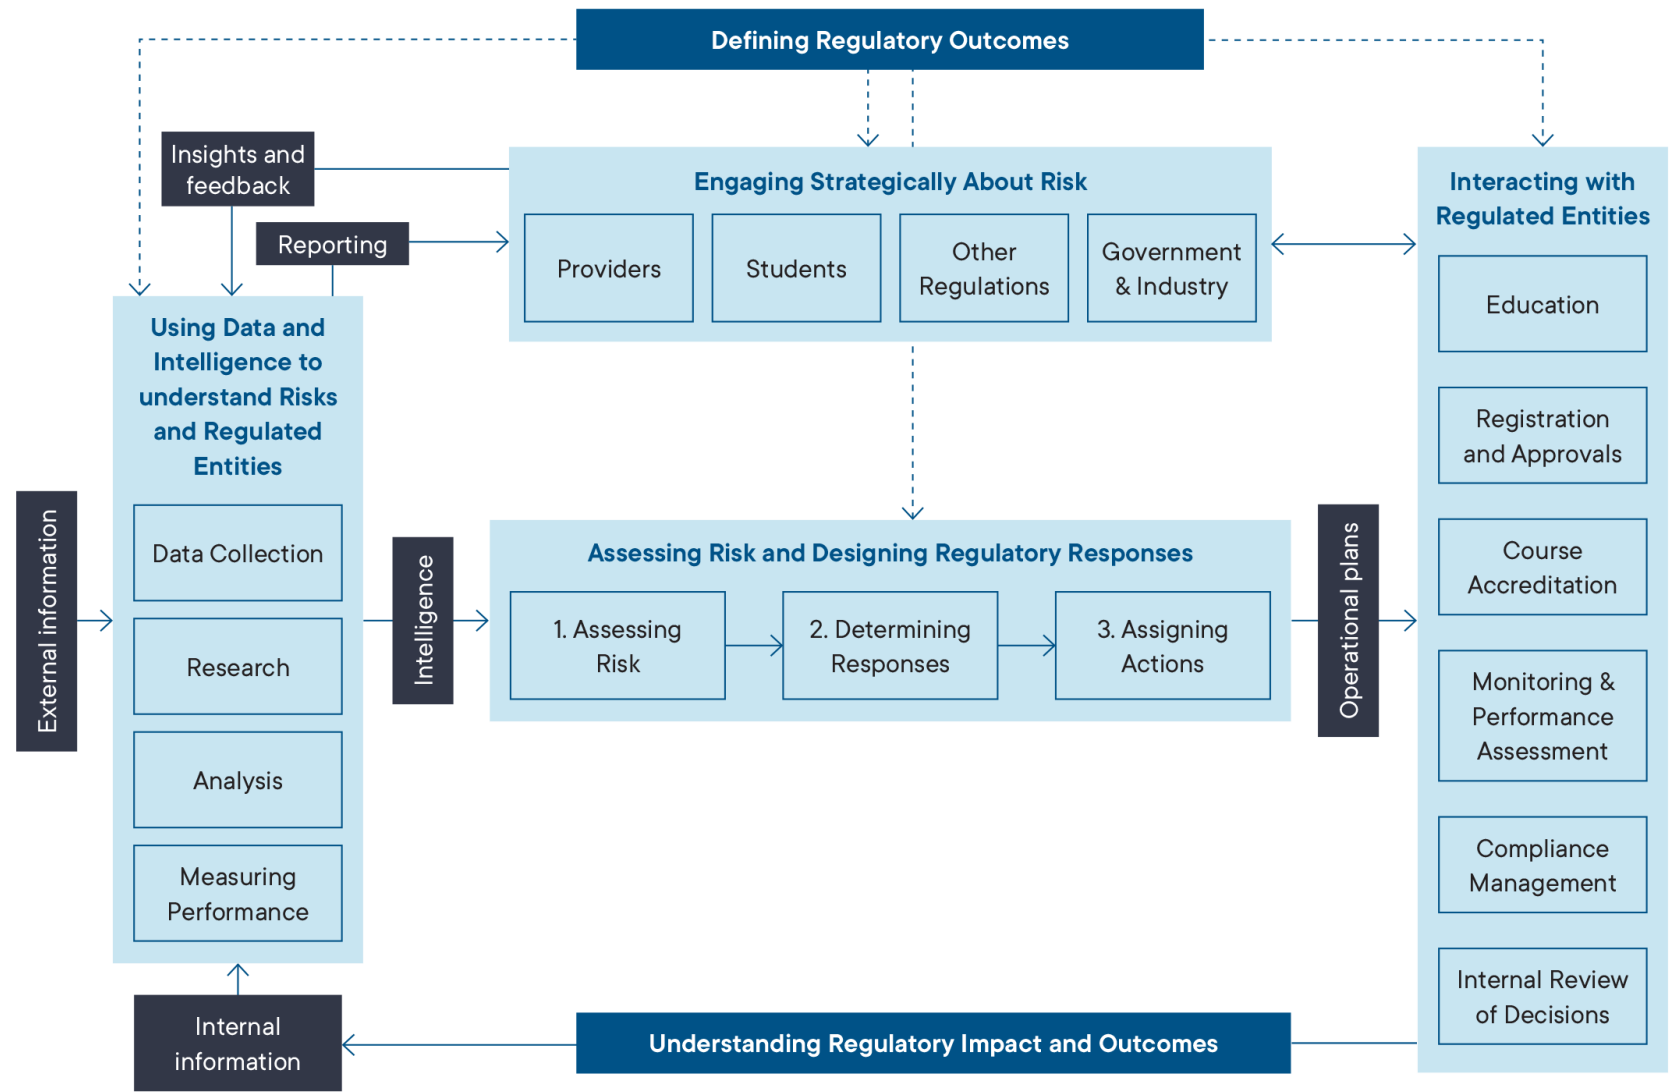 Defining Regulatory Outcomes
Insights and
feedback
Reporting
Engaging Strategically About Risk
Providers
Students
Other
Regulations
Government
& Industry
Interacting with
Regulated Entities
Education
Registration
and Approvals
Course
Accreditation
Monitoring &
Performance
Assessment
Compliance
Management
Internal Review
of Decisions
Using Data and
Intelligence to
understand Risks
and Regulated
Entities
Data Collection
Research
Analysis
Measuring
Performance
External information
Intelligence
Assessing Risk and Designing Regulatory Responses
1. Assessing
Risk
2. Determining
Responses
3. Assigning
Actions
Operational plans
Internal
information
Understanding Regulatory Impact and Outcomes